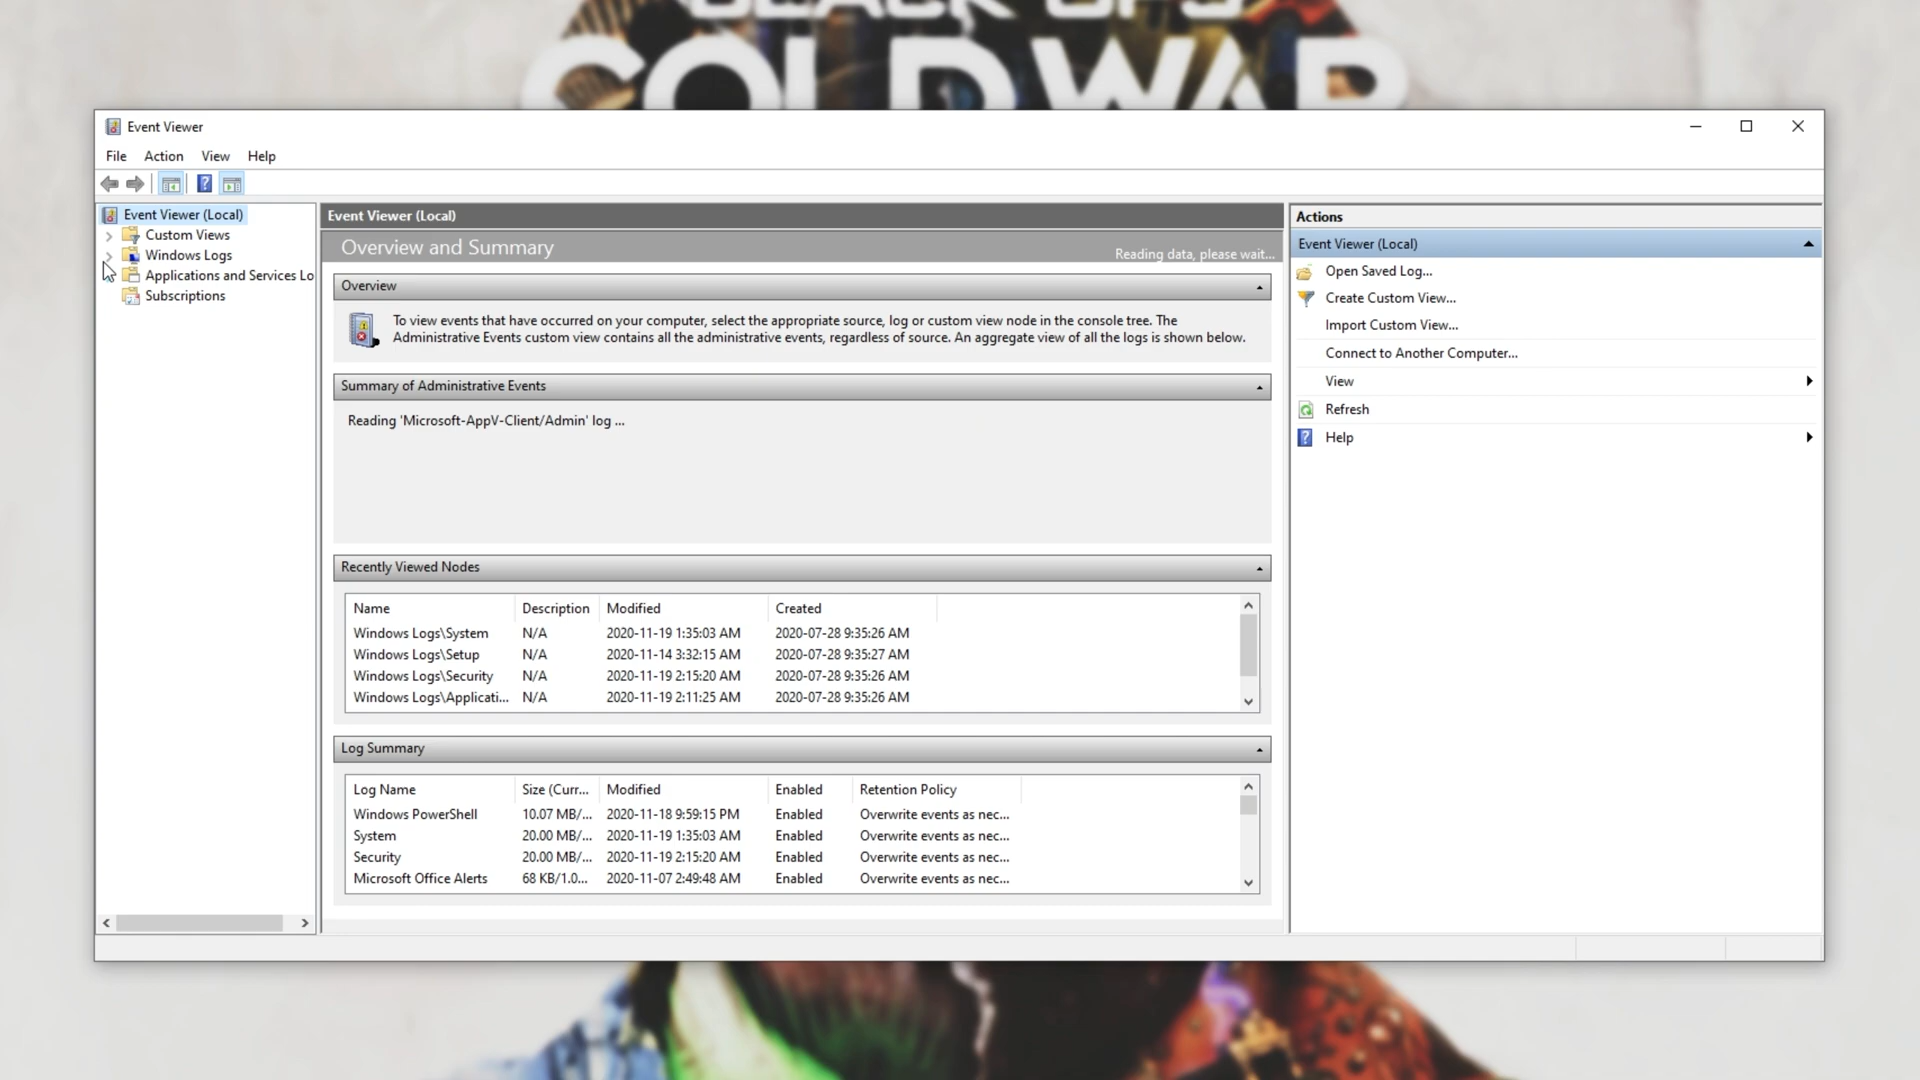 BLACK OPS
COLD WAR
Event Viewer
File Action View Help
Event Viewer (Local)
Custom Views
Windows Logs
Applications and Services Lo
Subscriptions
Event Viewer (Local)
Overview and Summary
Reading data, please wait...
Overview
To view events that have occurred on your computer, select the appropriate source, log or custom view node in the console tree. The
Administrative Events custom view contains all the administrative events, regardless of source. An aggregate view of all the logs is shown below.
Summary of Administrative Events
Reading 'Microsoft-AppV-Client/Admin' log ...
Recently Viewed Nodes
Name Description Modified Created
Windows Logs\System N/A 2020-11-19 1:35:03 AM 2020-07-28 9:35:26 AM
Windows Logs\Setup N/A 2020-11-14 3:32:15 AM 2020-07-28 9:35:27 AM
Windows Logs\Security N/A 2020-11-19 2:15:20 AM 2020-07-28 9:35:26 AM
Windows Logs\Applicati... N/A 2020-11-19 2:11:25 AM 2020-07-28 9:35:26 AM
Log Summary
Log Name Size (Curr... Modified Enabled Retention Policy
Windows PowerShell 10.07 MB/... 2020-11-18 9:59:15 PM Enabled Overwrite events as nec...
System 20.00 MB/... 2020-11-19 1:35:03 AM Enabled Overwrite events as nec...
Security 20.00 MB/... 2020-11-19 2:15:20 AM Enabled Overwrite events as nec...
Microsoft Office Alerts 68 KB/1.0... 2020-11-07 2:49:48 AM Enabled Overwrite events as nec...
Actions
Event Viewer (Local)
Open Saved Log...
Create Custom View...
Import Custom View...
Connect to Another Computer...
View
Refresh
Help